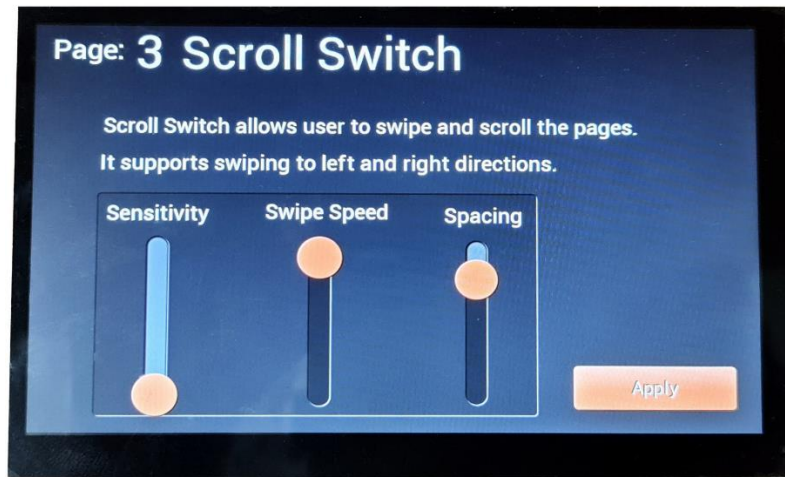 Page: 3 Scroll Switch
Scroll Switch allows user to swipe and scroll the pages.
It supports swiping to left and right directions.
Sensitivity Swipe Speed Spacing
Apply